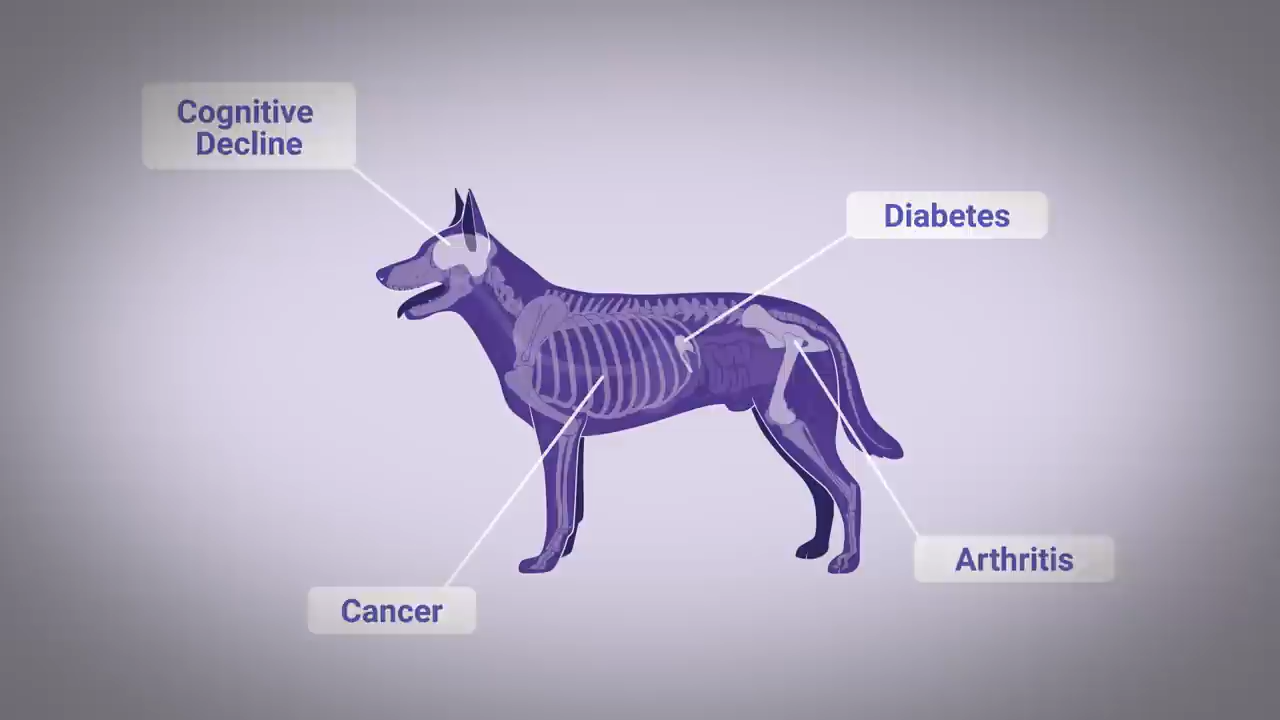 Cognitive
Decline
Diabetes
Arthritis
Cancer